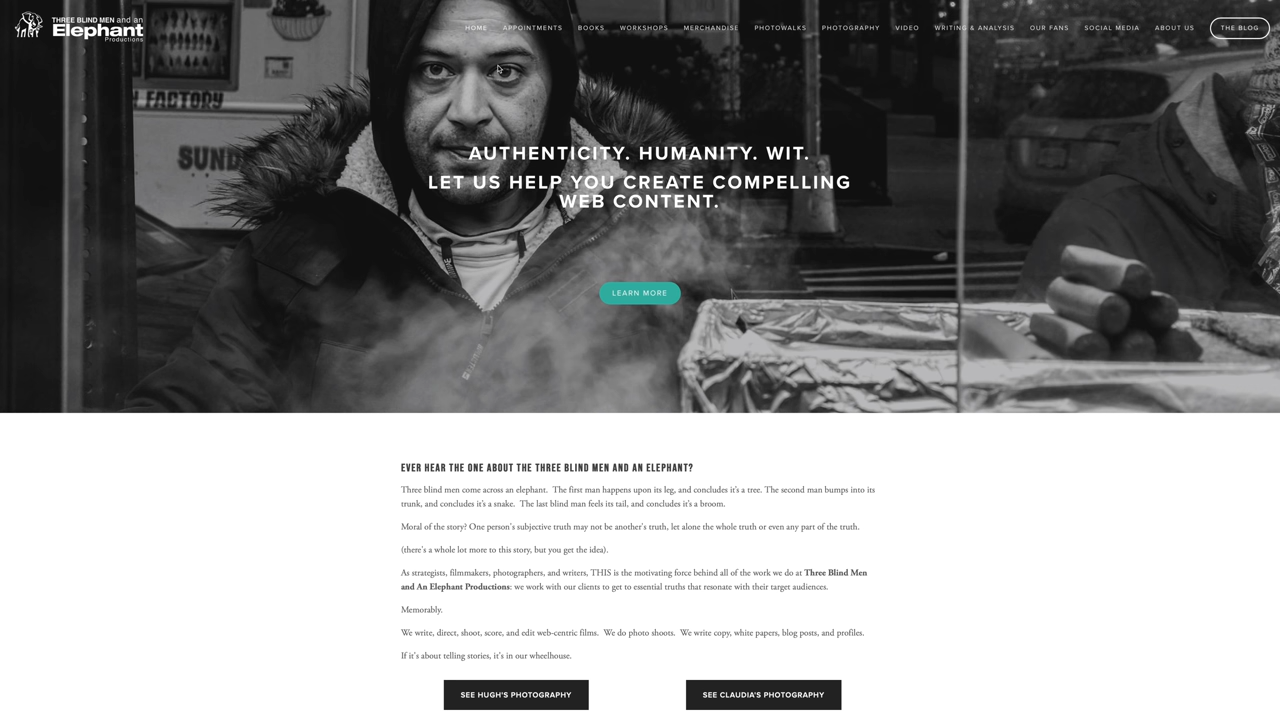 THREE BLIND MEN and an
Elephant
Productions
HOME APPOINTMENTS BOOKS WORKSHOPS MERCHANDISE PHOTOWALKS PHOTOGRAPHY VIDEO WRITING & ANALYSIS OUR FANS SOCIAL MEDIA ABOUT US THE BLOG
FACTORY
SUND
AUTHENTICITY. HUMANITY. WIT.
LET US HELP YOU CREATE COMPELLING
WEB CONTENT.
LEARN MORE
EVER HEAR THE ONE ABOUT THE THREE BLIND MEN AND AN ELEPHANT?
Three blind men come across an elephant.  The first man happens upon its leg, and concludes it's a tree. The second man bumps into its
trunk, and concludes it's a snake.  The last blind man feels its tail, and concludes it's a broom.
Moral of the story? One person's subjective truth may not be another's truth, let alone the whole truth or even any part of the truth.
(there's a whole lot more to this story, but you get the idea).
As strategists, filmmakers, photographers, and writers, THIS is the motivating force behind all of the work we do at Three Blind Men
and An Elephant Productions: we work with our clients to get to essential truths that resonate with their target audiences.
Memorably.
We write, direct, shoot, score, and edit web-centric films.  We do photo shoots.  We write copy, white papers, blog posts, and profiles.
If it's about telling stories, it's in our wheelhouse.
SEE HUGH'S PHOTOGRAPHY SEE CLAUDIA'S PHOTOGRAPHY